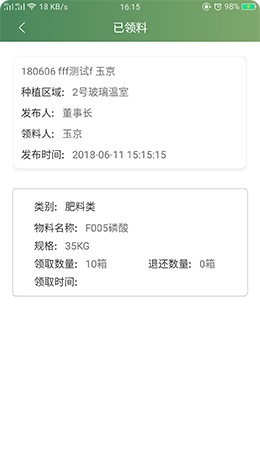 18 KB/s 16:15 98%
已领料
180606 fff测试f 玉京
种植区域: 2号玻璃温室
发布人: 董事长
领料人: 玉京
发布时间: 2018-06-11 15:15:15
类别: 肥料类
物料名称: F005磷酸
规格: 35KG
领取数量: 10箱 退还数量: 0箱
领取时间: